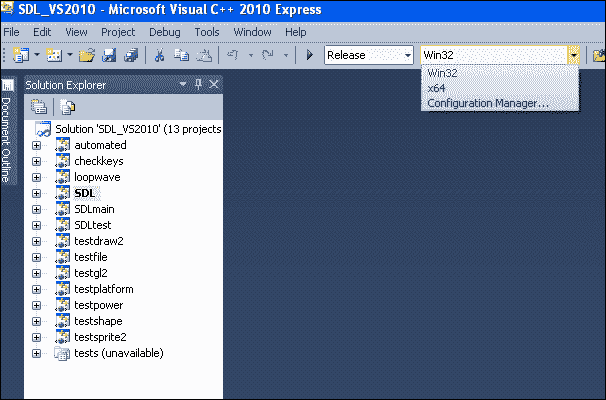 SDL_VS2010 - Microsoft Visual C++ 2010 Express
File Edit View Project Debug Tools Window Help
Release Win32
Win32
x64
Configuration Manager...
Document Outline
Solution Explorer
Solution 'SDL_VS2010' (13 projects
automated
checkkeys
loopwave
SDL
SDLmain
SDLtest
testdraw2
testfile
testgl2
testplatform
testpower
testshape
testsprite2
tests (unavailable)